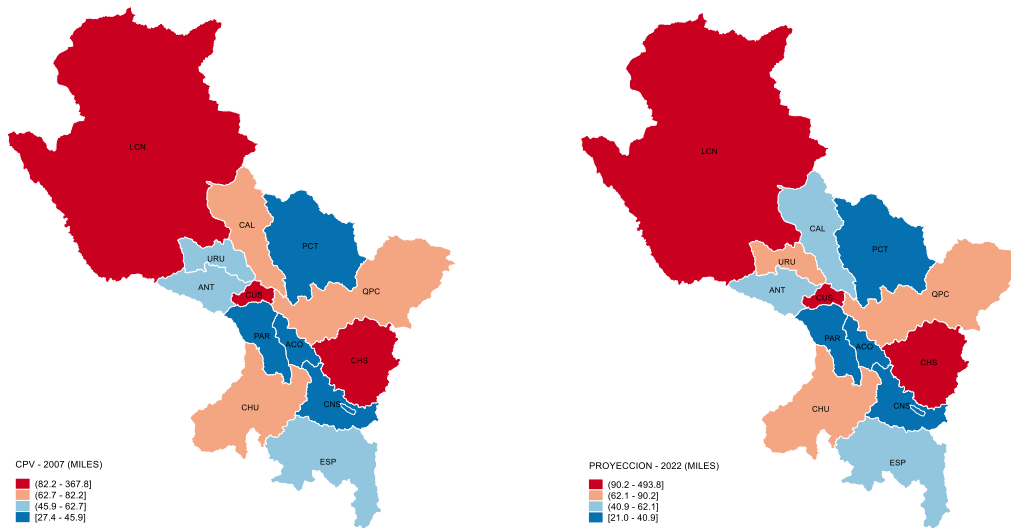 LCN
CAL
PCT
URU
ANT
QPC
CUS
PAR
ACO
CHS
CHU
CNS
ESP
CPV - 2007 (MILES)
(82.2 - 367.8]
(62.7 - 82.2]
(45.9 - 62.7]
[27.4 - 45.9]
LCN
CAL
PCT
URU
ANT
QPC
CUS
PAR
ACO
CHS
CHU
CNS
ESP
PROYECCION - 2022 (MILES)
(90.2 - 493.8]
(62.1 - 90.2]
(40.9 - 62.1]
[21.0 - 40.9]